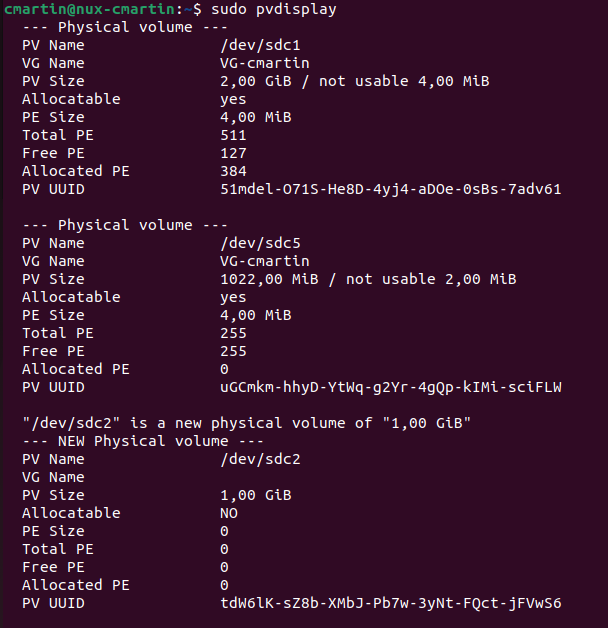 cmartin@nux-cmartin:~$ sudo pvdisplay
  --- Physical volume ---
  PV Name               /dev/sdc1
  VG Name               VG-cmartin
  PV Size               2,00 GiB / not usable 4,00 MiB
  Allocatable           yes
  PE Size               4,00 MiB
  Total PE              511
  Free PE               127
  Allocated PE          384
  PV UUID               51mdel-O71S-He8D-4yj4-aDOe-0sBs-7adv61

  --- Physical volume ---
  PV Name               /dev/sdc5
  VG Name               VG-cmartin
  PV Size               1022,00 MiB / not usable 2,00 MiB
  Allocatable           yes
  PE Size               4,00 MiB
  Total PE              255
  Free PE               255
  Allocated PE          0
  PV UUID               uGCmkm-hhyD-YtWq-g2Yr-4gQp-kIMi-sciFLW

  "/dev/sdc2" is a new physical volume of "1,00 GiB"
  --- NEW Physical volume ---
  PV Name               /dev/sdc2
  VG Name
  PV Size               1,00 GiB
  Allocatable           NO
  PE Size               0
  Total PE              0
  Free PE               0
  Allocated PE          0
  PV UUID               tdW6lK-sZ8b-XMbJ-Pb7w-3yNt-FQct-jFVwS6